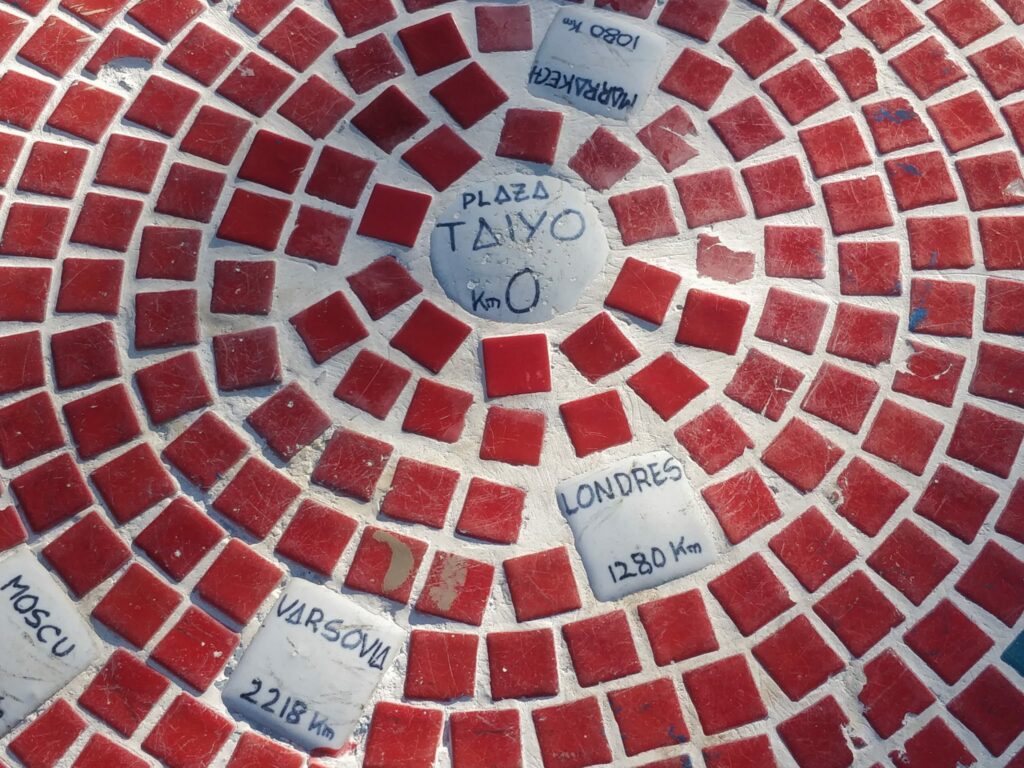 MARRAKECH
1080 Km
PLAZA
TAIYO
Km 0
LONDRES
1280 Km
MOSCU
VARSOVIA
2218 Km